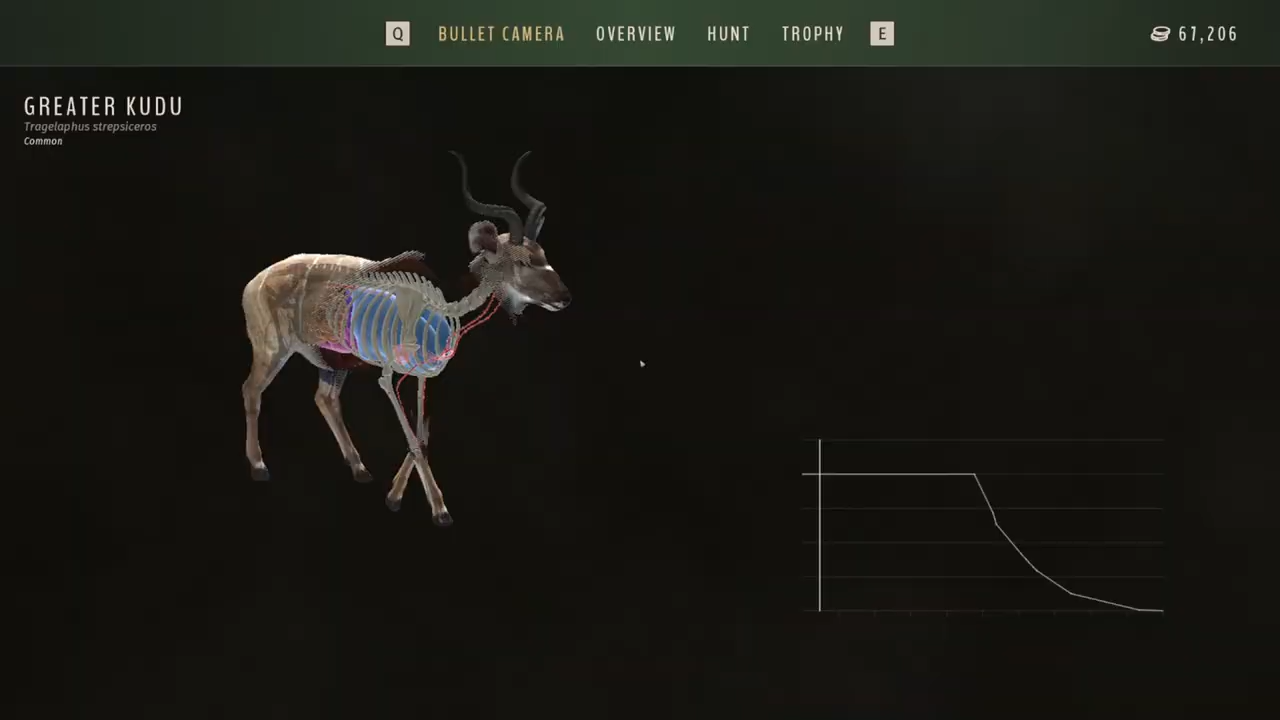 Q BULLET CAMERA OVERVIEW HUNT TROPHY E 67,206
GREATER KUDU
Tragelaphus strepsiceros
Common